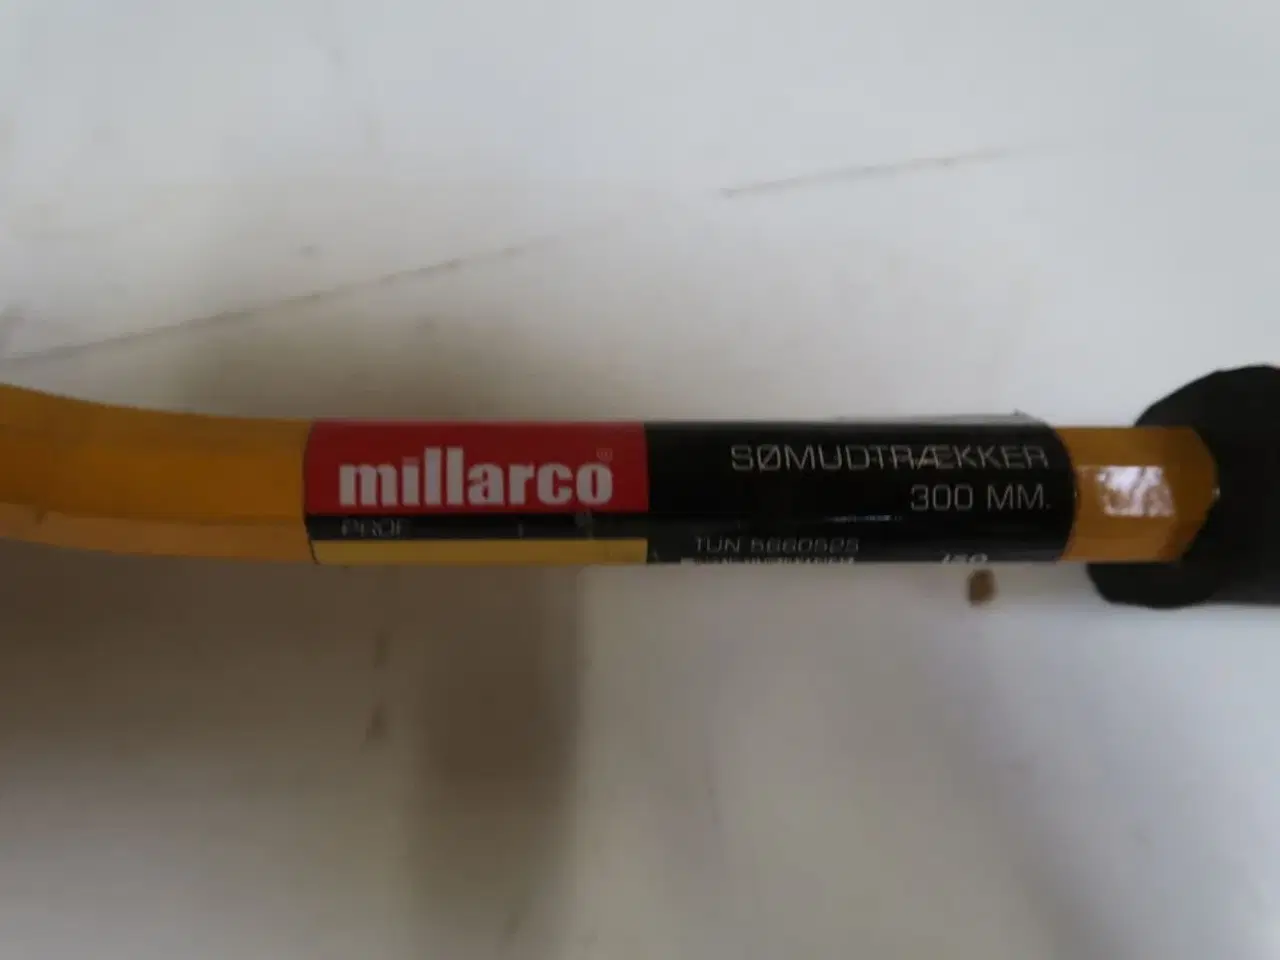 millarco®
PROF
SØMUDTRÆKKER
300 MM.
TUN 5660525